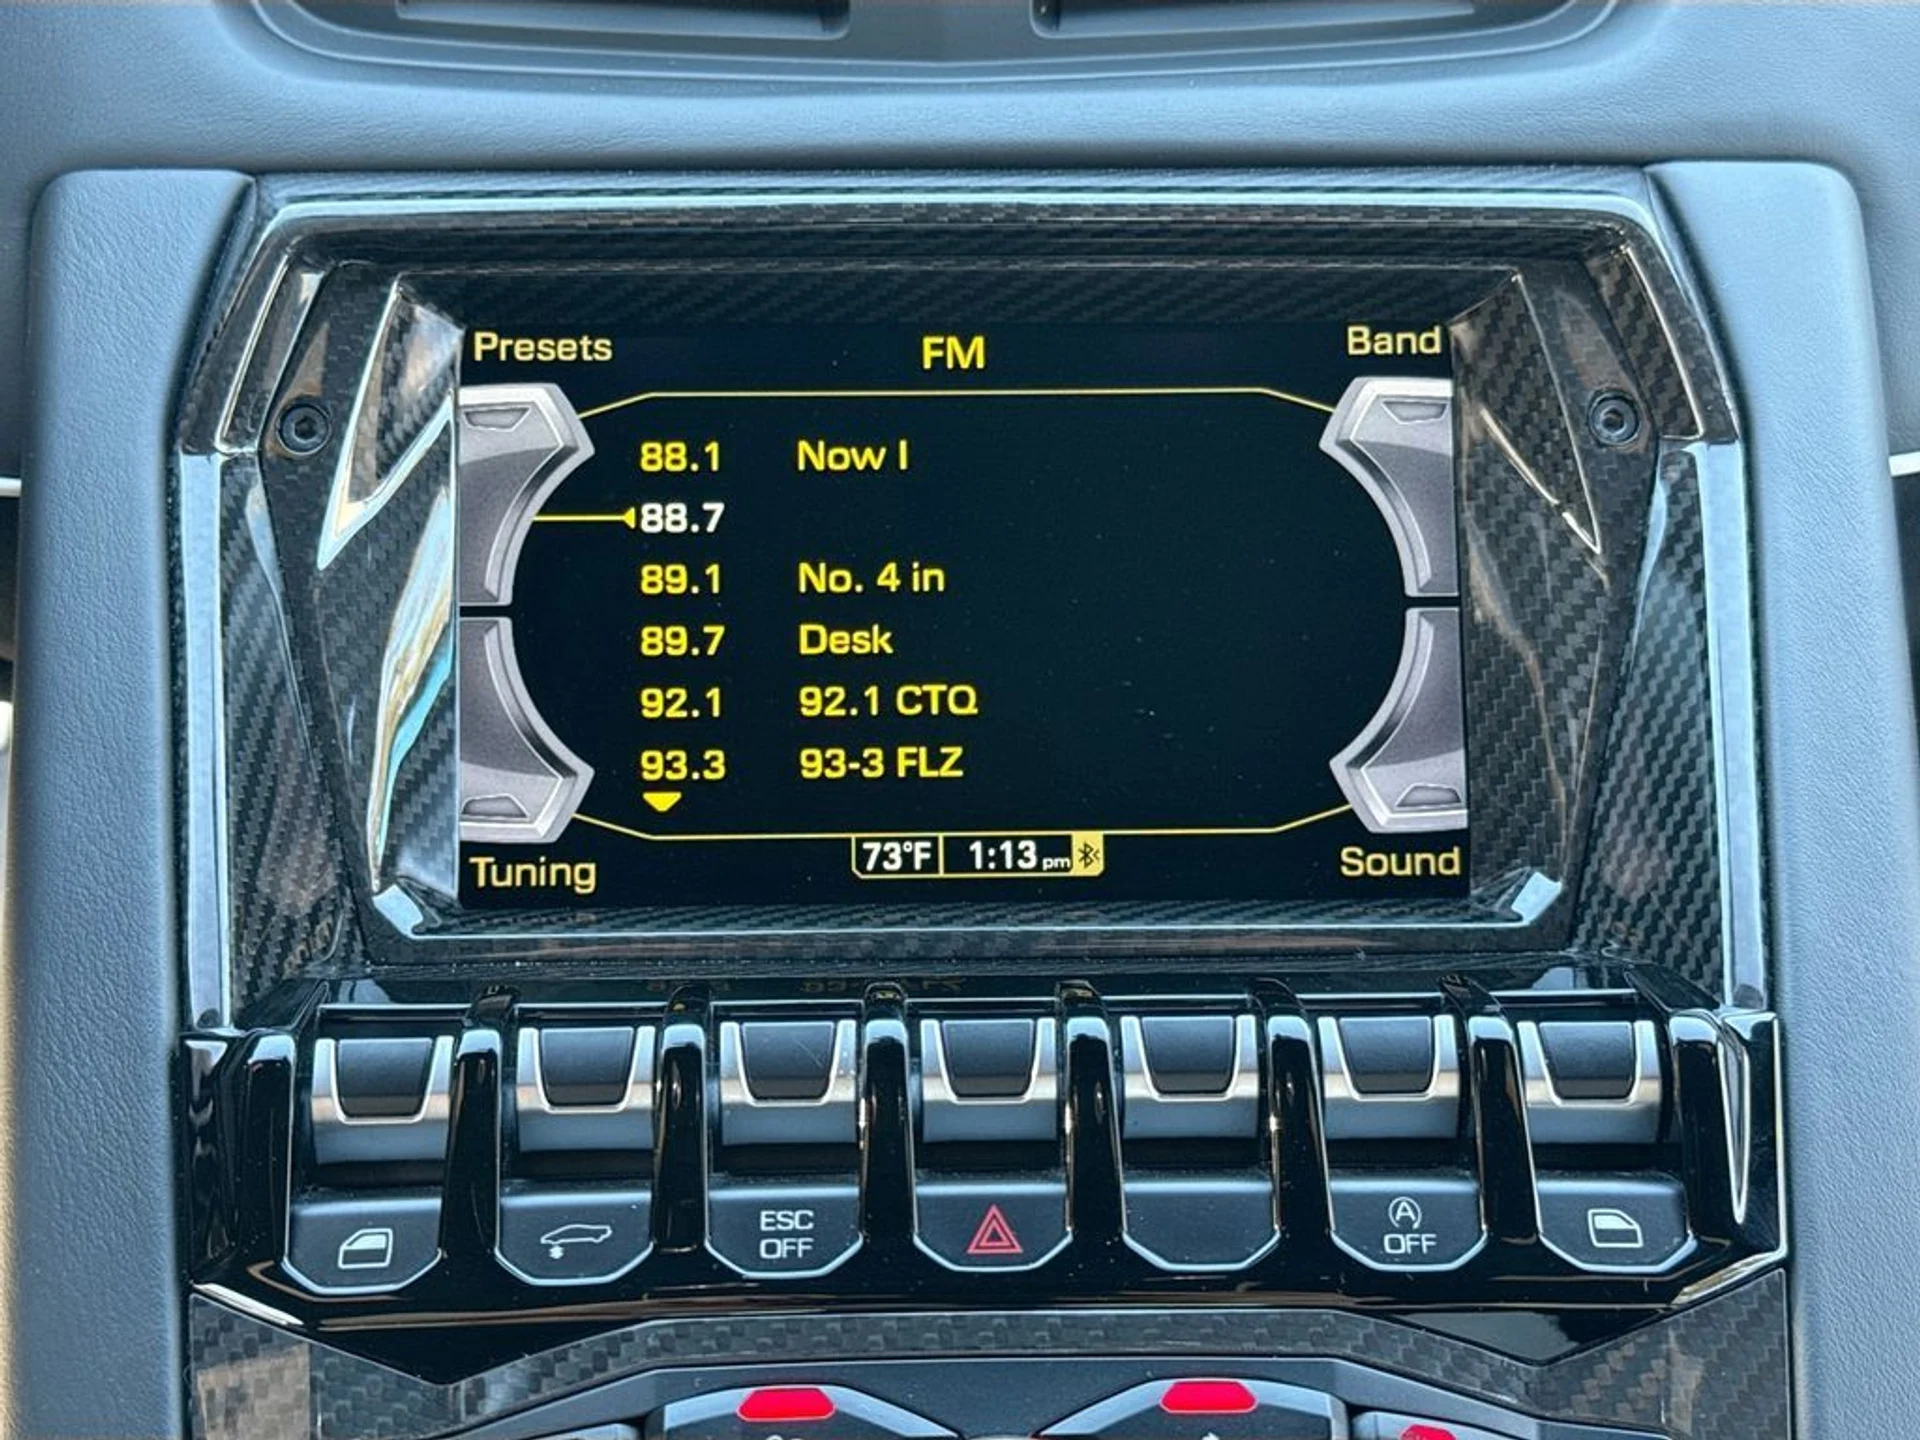 Presets FM Band
88.1 Now I
88.7
89.1 No. 4 in
89.7 Desk
92.1 92.1 CTQ
93.3 93-3 FLZ
73°F 1:13 pm
Tuning Sound
ESC
OFF
A
OFF